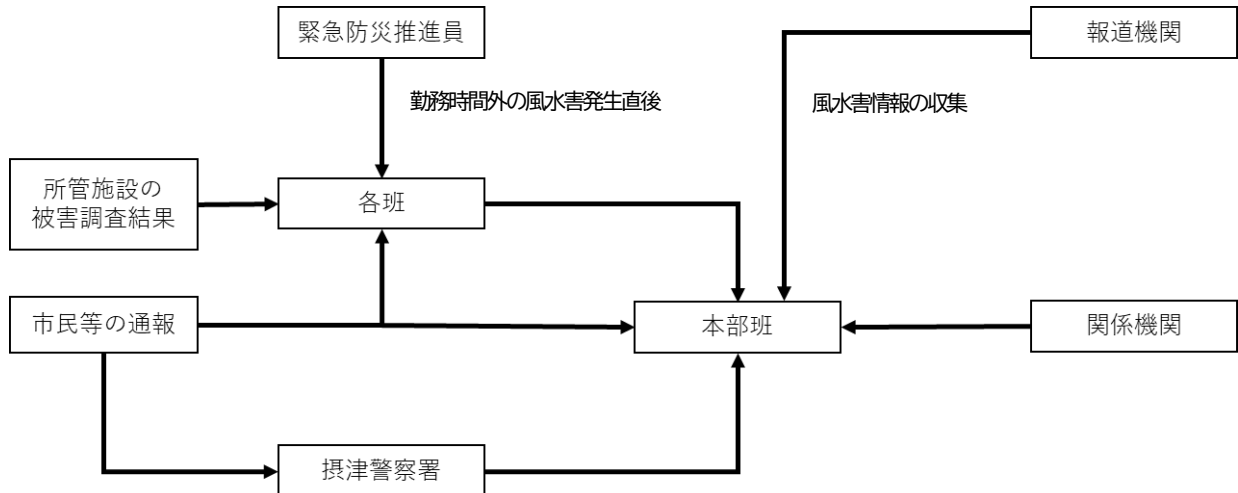 緊急防災推進員
報道機関
勤務時間外の風水害発生直後
風水害情報の収集
所管施設の
被害調査結果
各班
市民等の通報
本部班
関係機関
摂津警察署